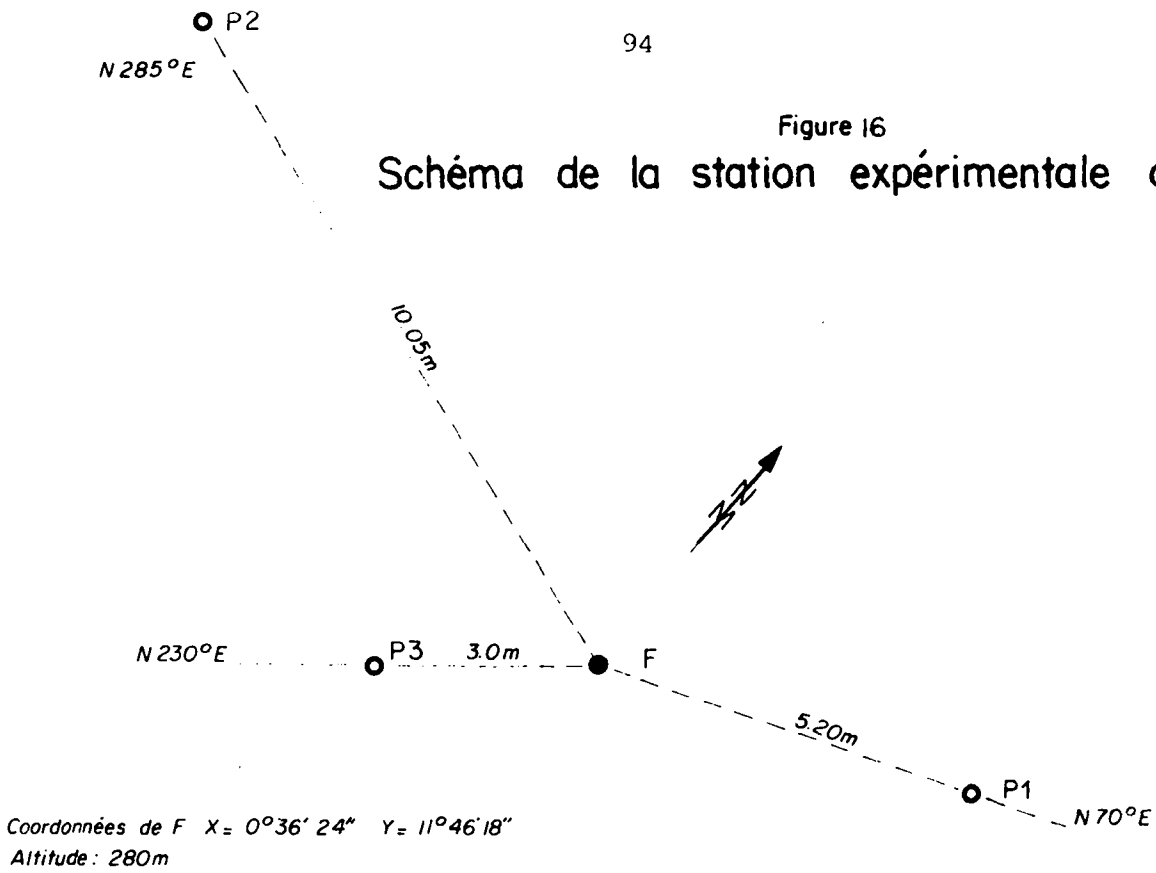 P2
94
N 285°E
Figure 16
Schéma de la station expérimentale
10.05m
N 230°E
P3
3.0m
F
5.20m
P1
N 70°E
Coordonnées de F X = 0°36' 24" Y = 11°46'18"
Altitude : 280m